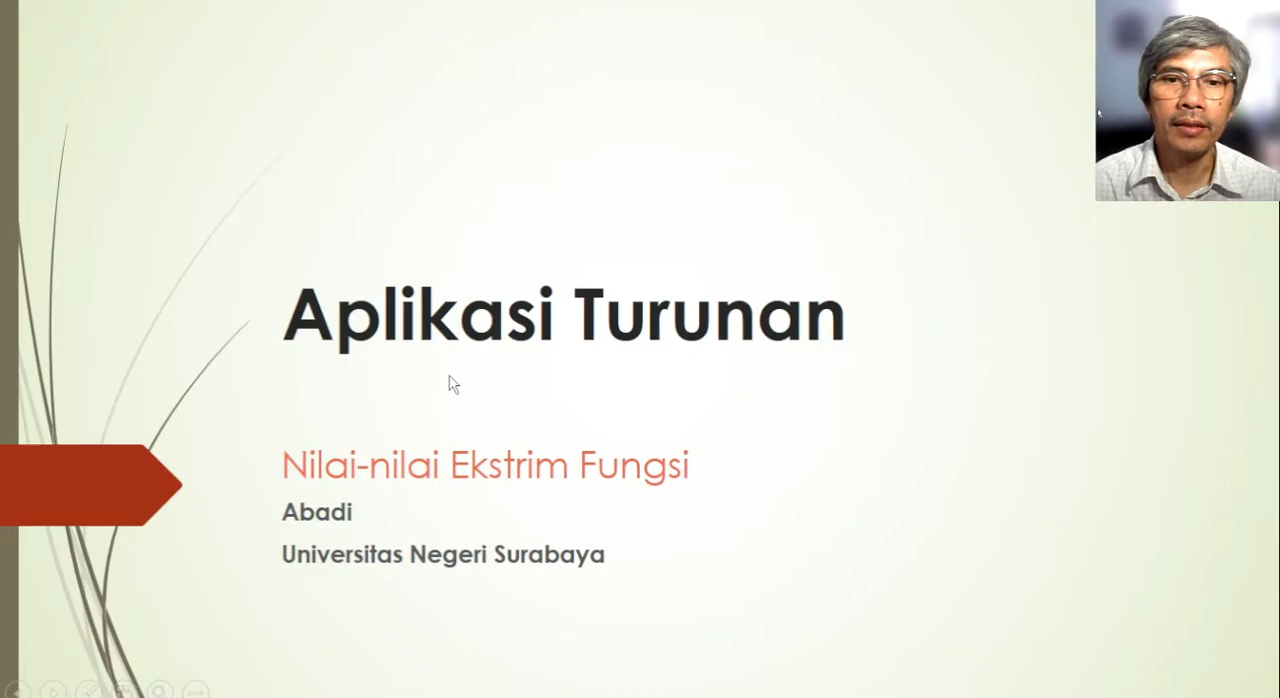 Aplikasi Turunan
Nilai-nilai Ekstrim Fungsi
Abadi
Universitas Negeri Surabaya